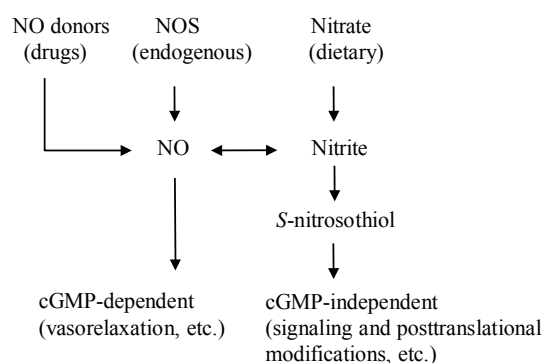 NO donors
(drugs)
NOS
(endogenous)
Nitrate
(dietary)
NO
Nitrite
S-nitrosothiol
cGMP-dependent
(vasorelaxation, etc.)
cGMP-independent
(signaling and posttranslational
modifications, etc.)